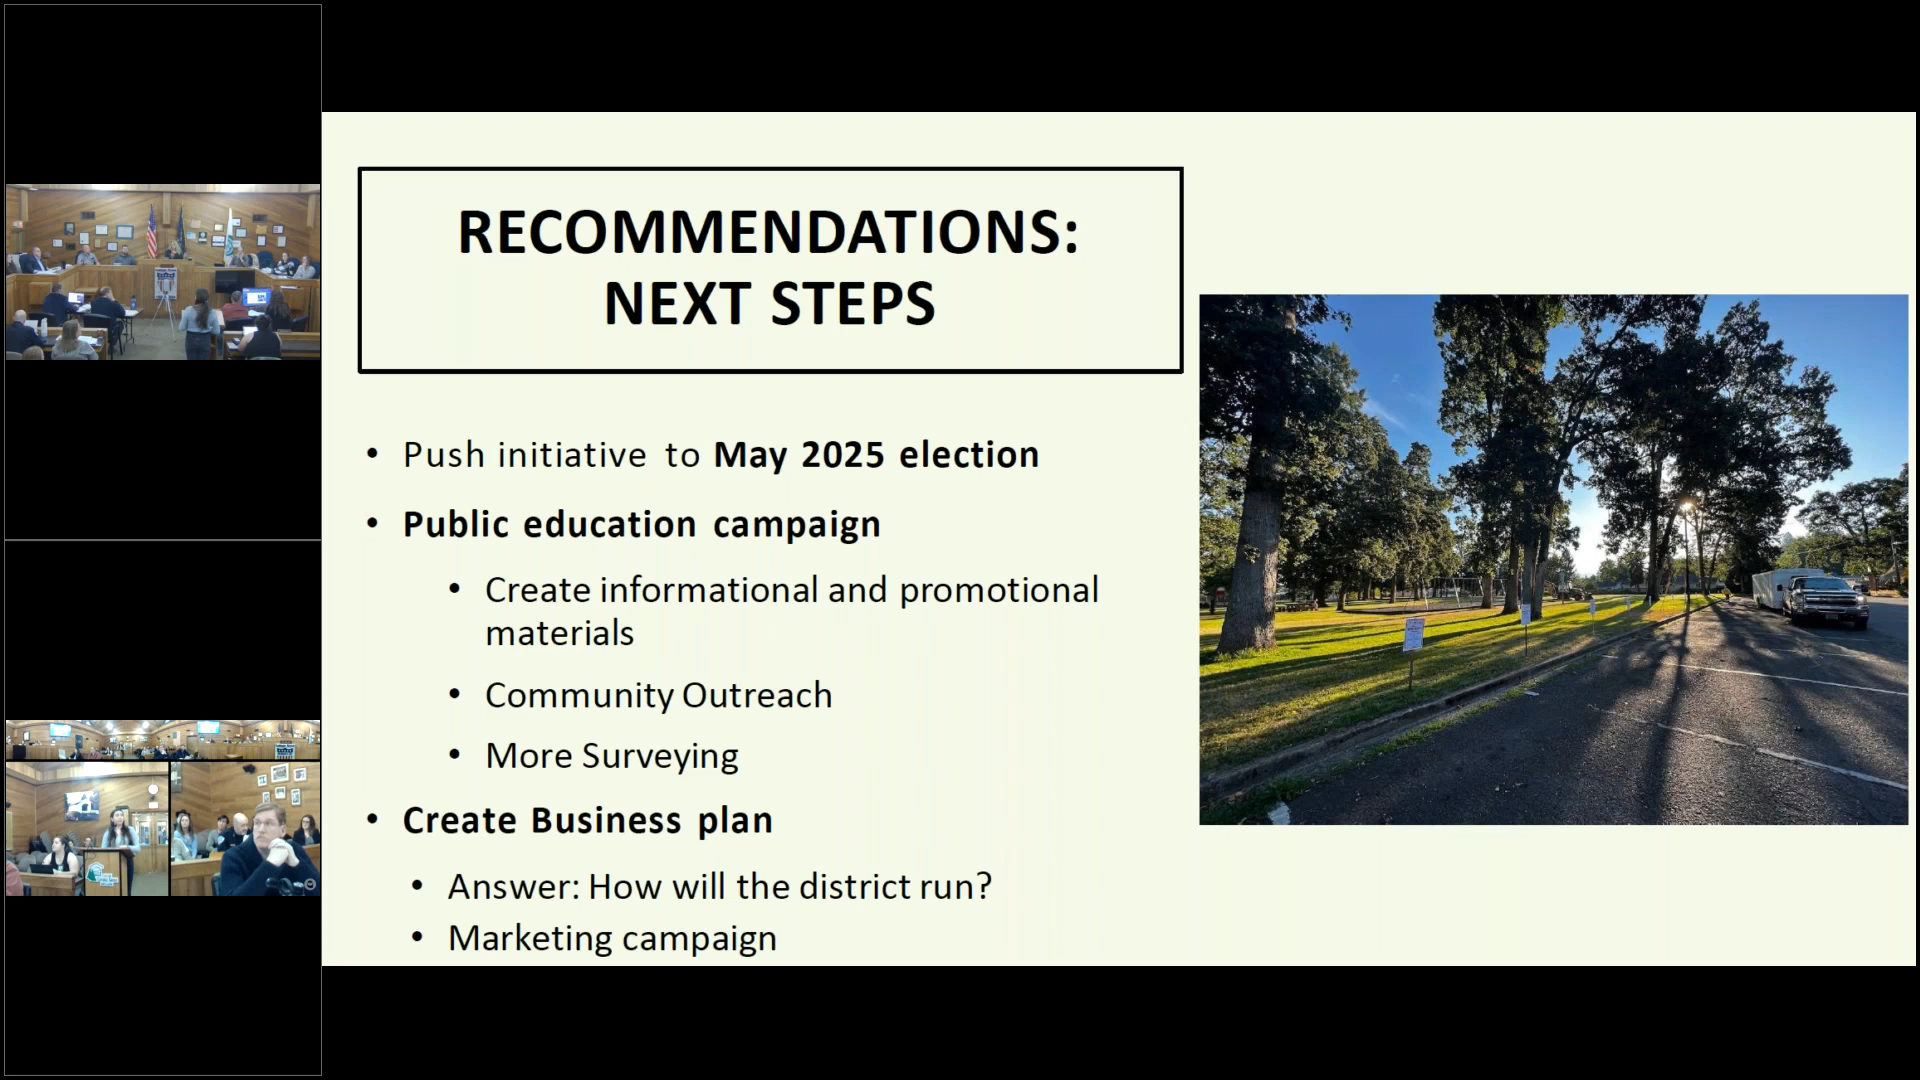 RECOMMENDATIONS:
NEXT STEPS
• Push initiative to May 2025 election
• Public education campaign
• Create informational and promotional
materials
• Community Outreach
• More Surveying
• Create Business plan
• Answer: How will the district run?
• Marketing campaign